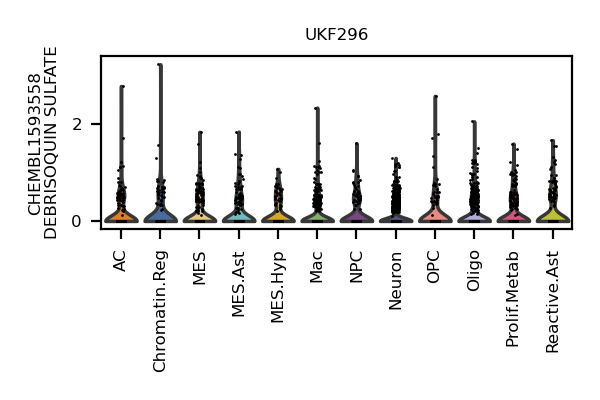 UKF296
CHEMBL1593558
DEBRISOQUIN SULFATE
2
0
AC
Chromatin.Reg
MES
MES.Ast
MES.Hyp
Mac
NPC
Neuron
OPC
Oligo
Prolif.Metab
Reactive.Ast